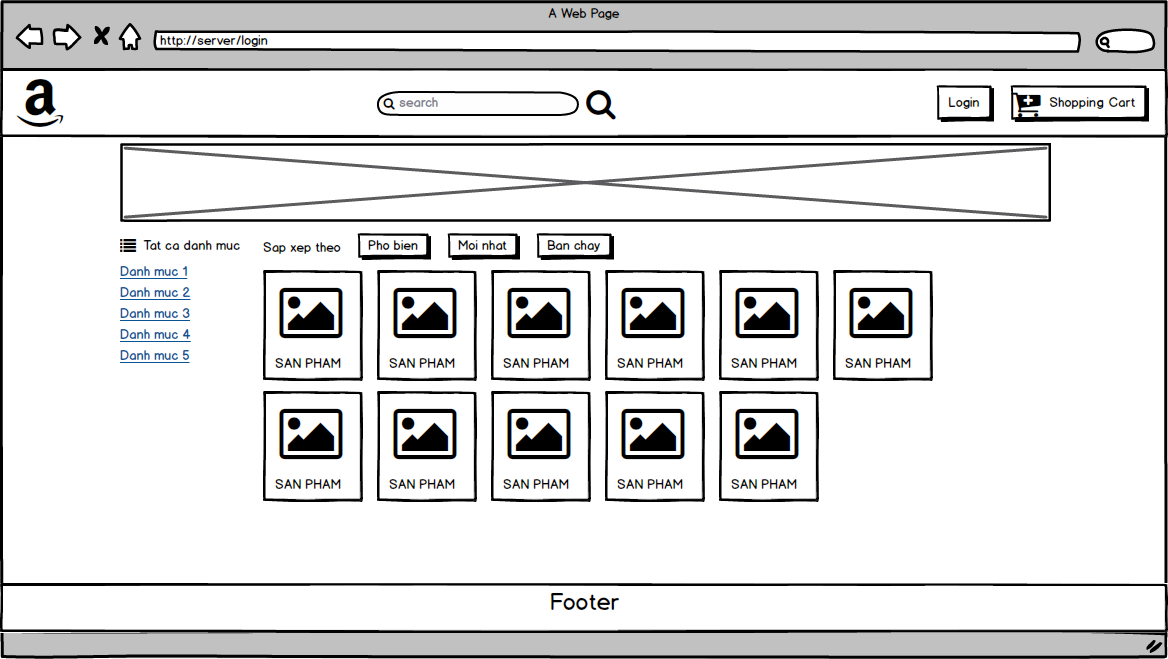 A Web Page
http://server/login
a
search
Login
Shopping Cart
Tat ca danh muc
Sap xep theo
Pho bien
Moi nhat
Ban chay
Danh muc 1
Danh muc 2
Danh muc 3
Danh muc 4
Danh muc 5
SAN PHAM
SAN PHAM
SAN PHAM
SAN PHAM
SAN PHAM
SAN PHAM
SAN PHAM
SAN PHAM
SAN PHAM
SAN PHAM
SAN PHAM
Footer